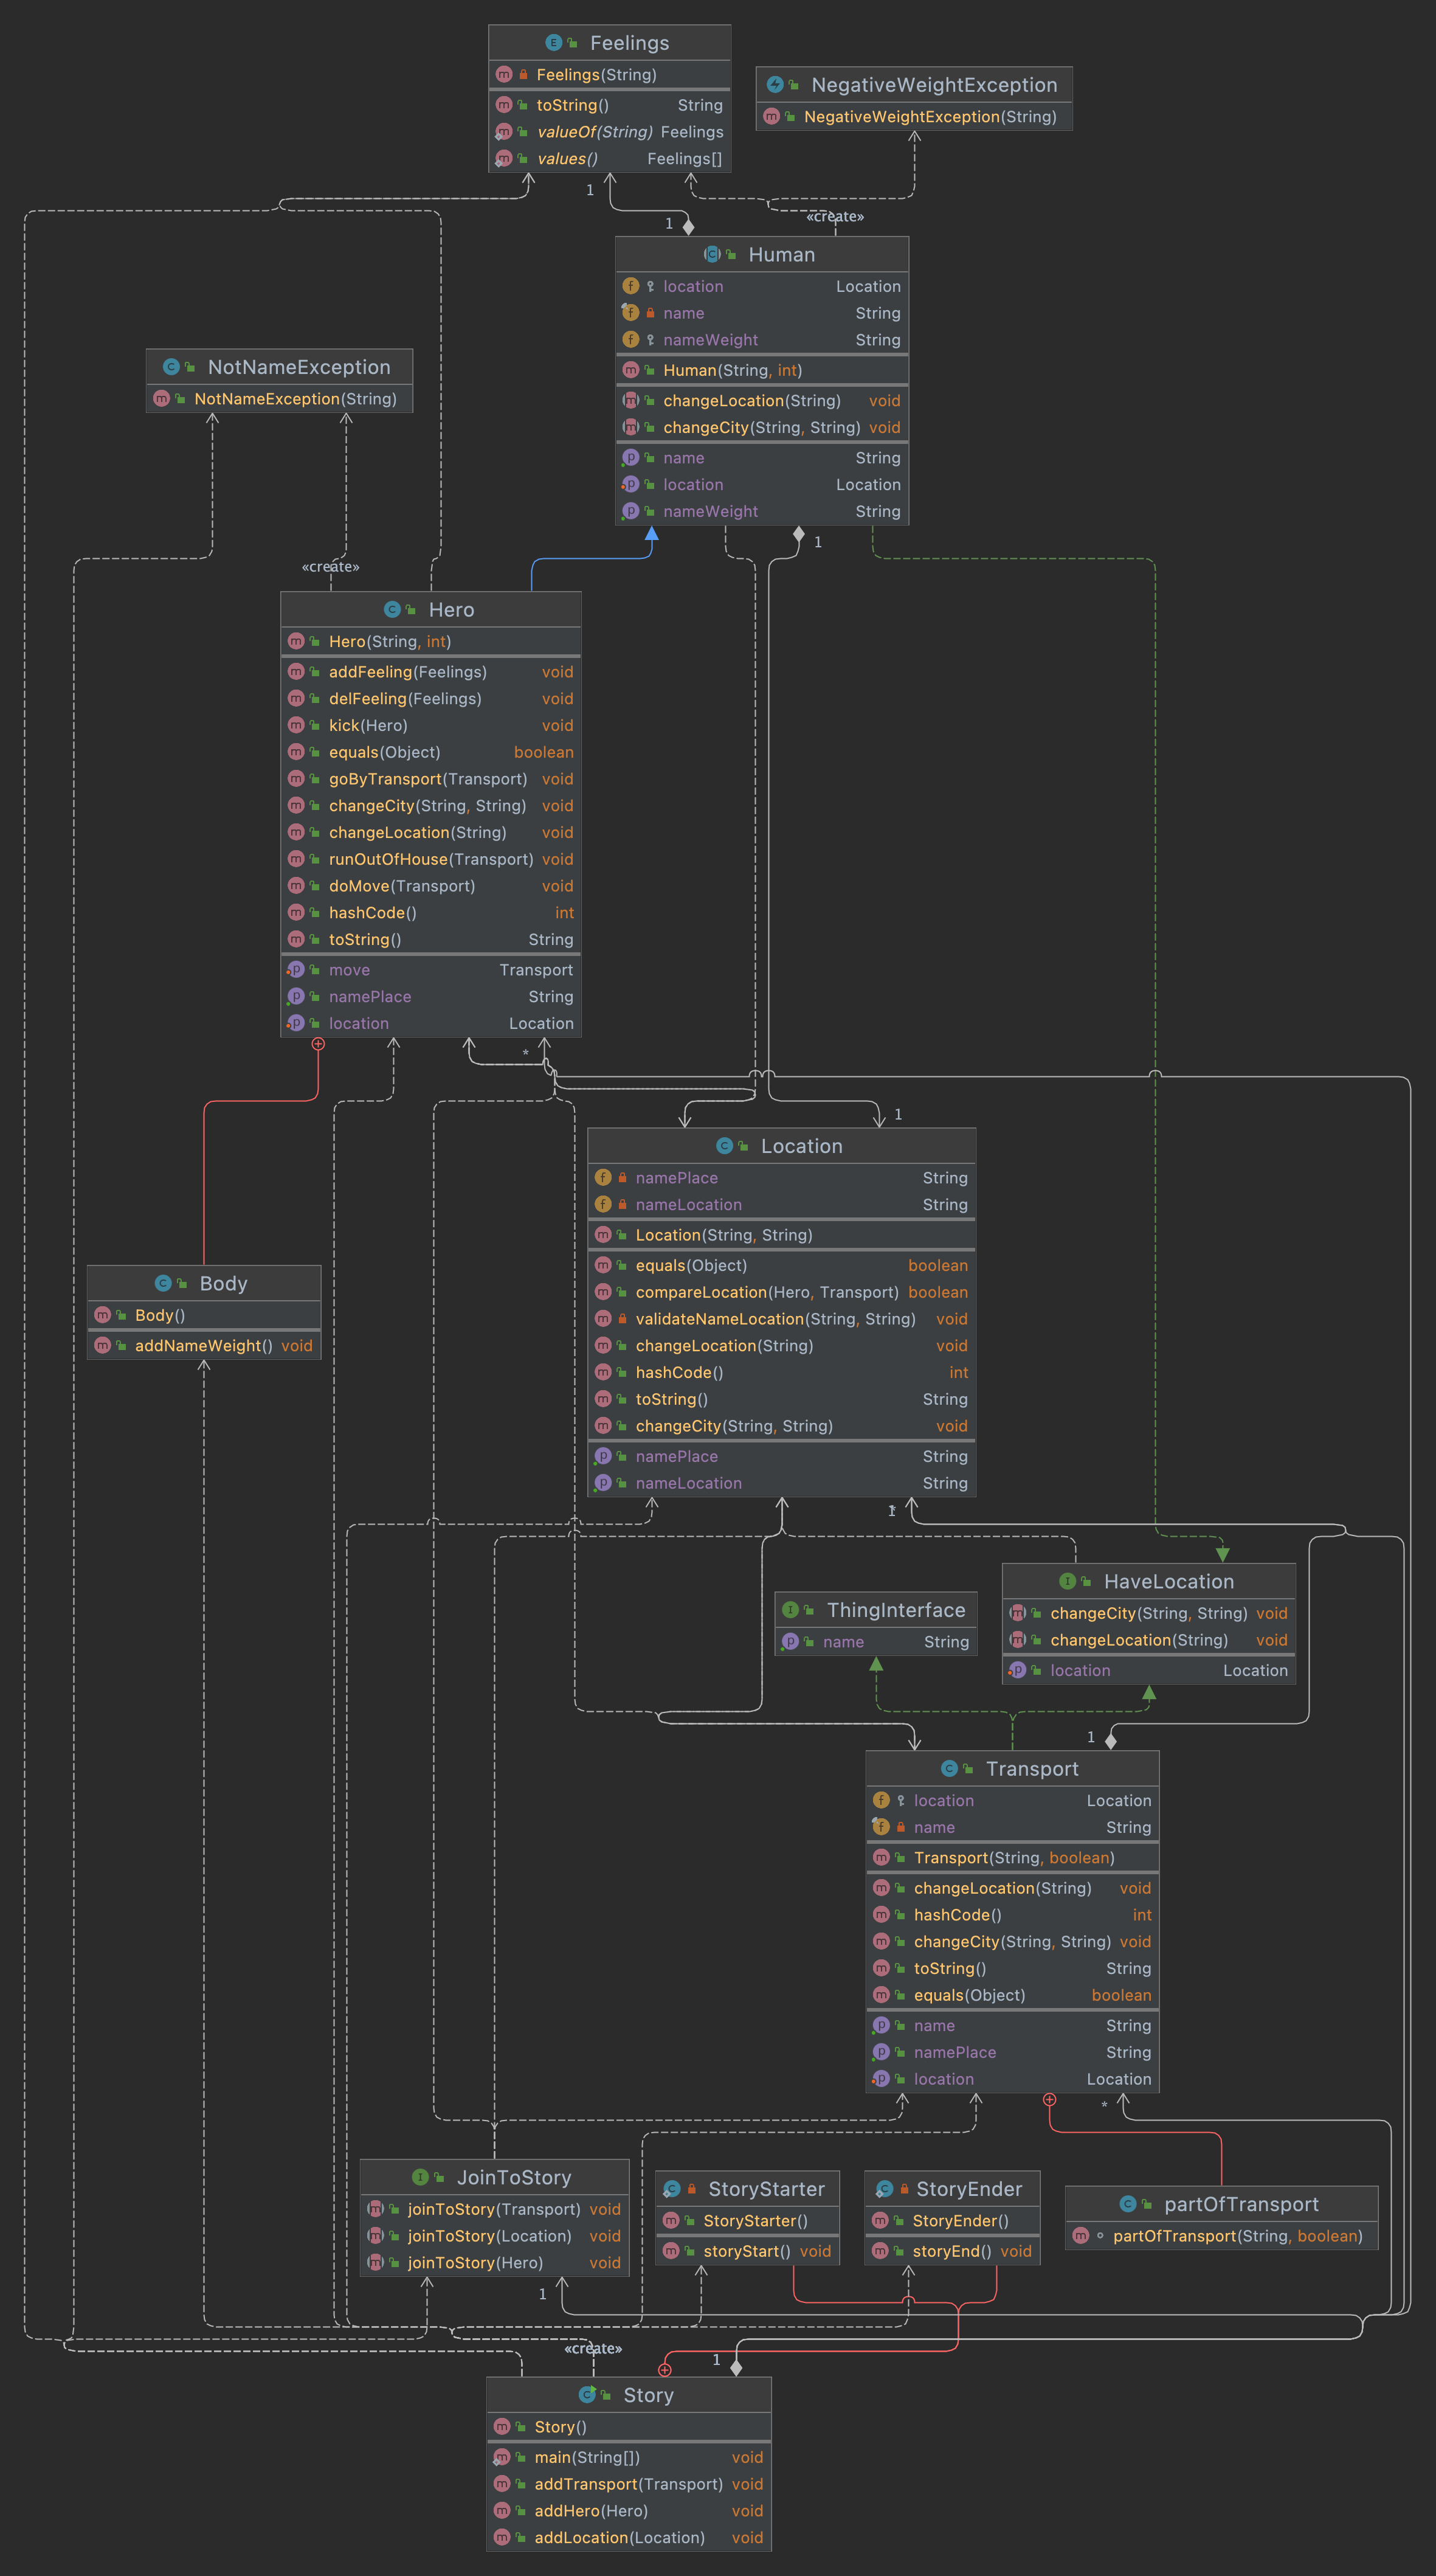 Feelings
Feelings(String)
toString() String
valueOf(String) Feelings
values() Feelings[]
NegativeWeightException
NegativeWeightException(String)
1
1
«create»
Human
location Location
name String
nameWeight String
Human(String, int)
changeLocation(String) void
changeCity(String, String) void
name String
location Location
nameWeight String
1
NotNameException
NotNameException(String)
«create»
Hero
Hero(String, int)
addFeeling(Feelings) void
delFeeling(Feelings) void
kick(Hero) void
equals(Object) boolean
goByTransport(Transport) void
changeCity(String, String) void
changeLocation(String) void
runOutOfHouse(Transport) void
doMove(Transport) void
hashCode() int
toString() String
move Transport
namePlace String
location Location
*
1
Location
namePlace String
nameLocation String
Location(String, String)
equals(Object) boolean
compareLocation(Hero, Transport) boolean
validateNameLocation(String, String) void
changeLocation(String) void
hashCode() int
toString() String
changeCity(String, String) void
namePlace String
nameLocation String
Body
Body()
addNameWeight() void
1
*
HaveLocation
changeCity(String, String) void
changeLocation(String) void
location Location
ThingInterface
name String
1
Transport
location Location
name String
Transport(String, boolean)
changeLocation(String) void
hashCode() int
changeCity(String, String) void
toString() String
equals(Object) boolean
name String
namePlace String
location Location
*
JoinToStory
joinToStory(Transport) void
joinToStory(Location) void
joinToStory(Hero) void
1
StoryStarter
StoryStarter()
storyStart() void
StoryEnder
StoryEnder()
storyEnd() void
partOfTransport
partOfTransport(String, boolean)
«create»
1
Story
Story()
main(String[]) void
addTransport(Transport) void
addHero(Hero) void
addLocation(Location) void